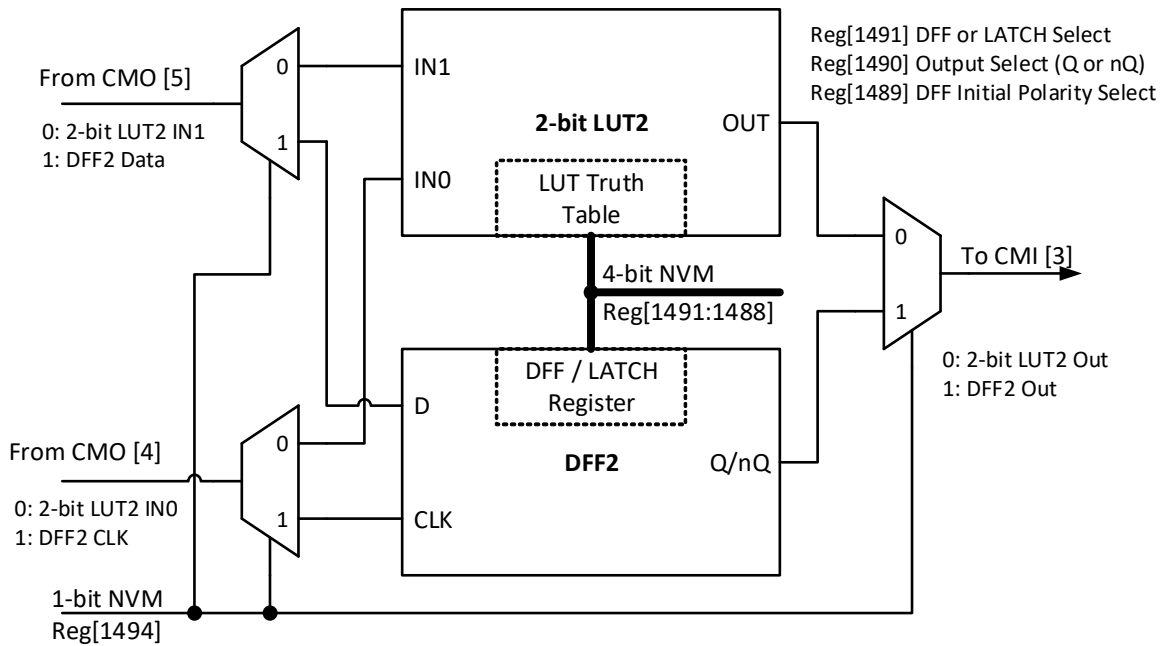 Reg[1491] DFF or LATCH Select
Reg[1490] Output Select (Q or nQ)
Reg[1489] DFF Initial Polarity Select
From CMO [5]
0: 2-bit LUT2 IN1
1: DFF2 Data
0
1
IN1
IN0
2-bit LUT2
OUT
LUT Truth
Table
4-bit NVM
Reg[1491:1488]
0
1
To CMI [3]
0: 2-bit LUT2 Out
1: DFF2 Out
DFF / LATCH
Register
D
CLK
DFF2
Q/nQ
From CMO [4]
0: 2-bit LUT2 IN0
1: DFF2 CLK
0
1
1-bit NVM
Reg[1494]